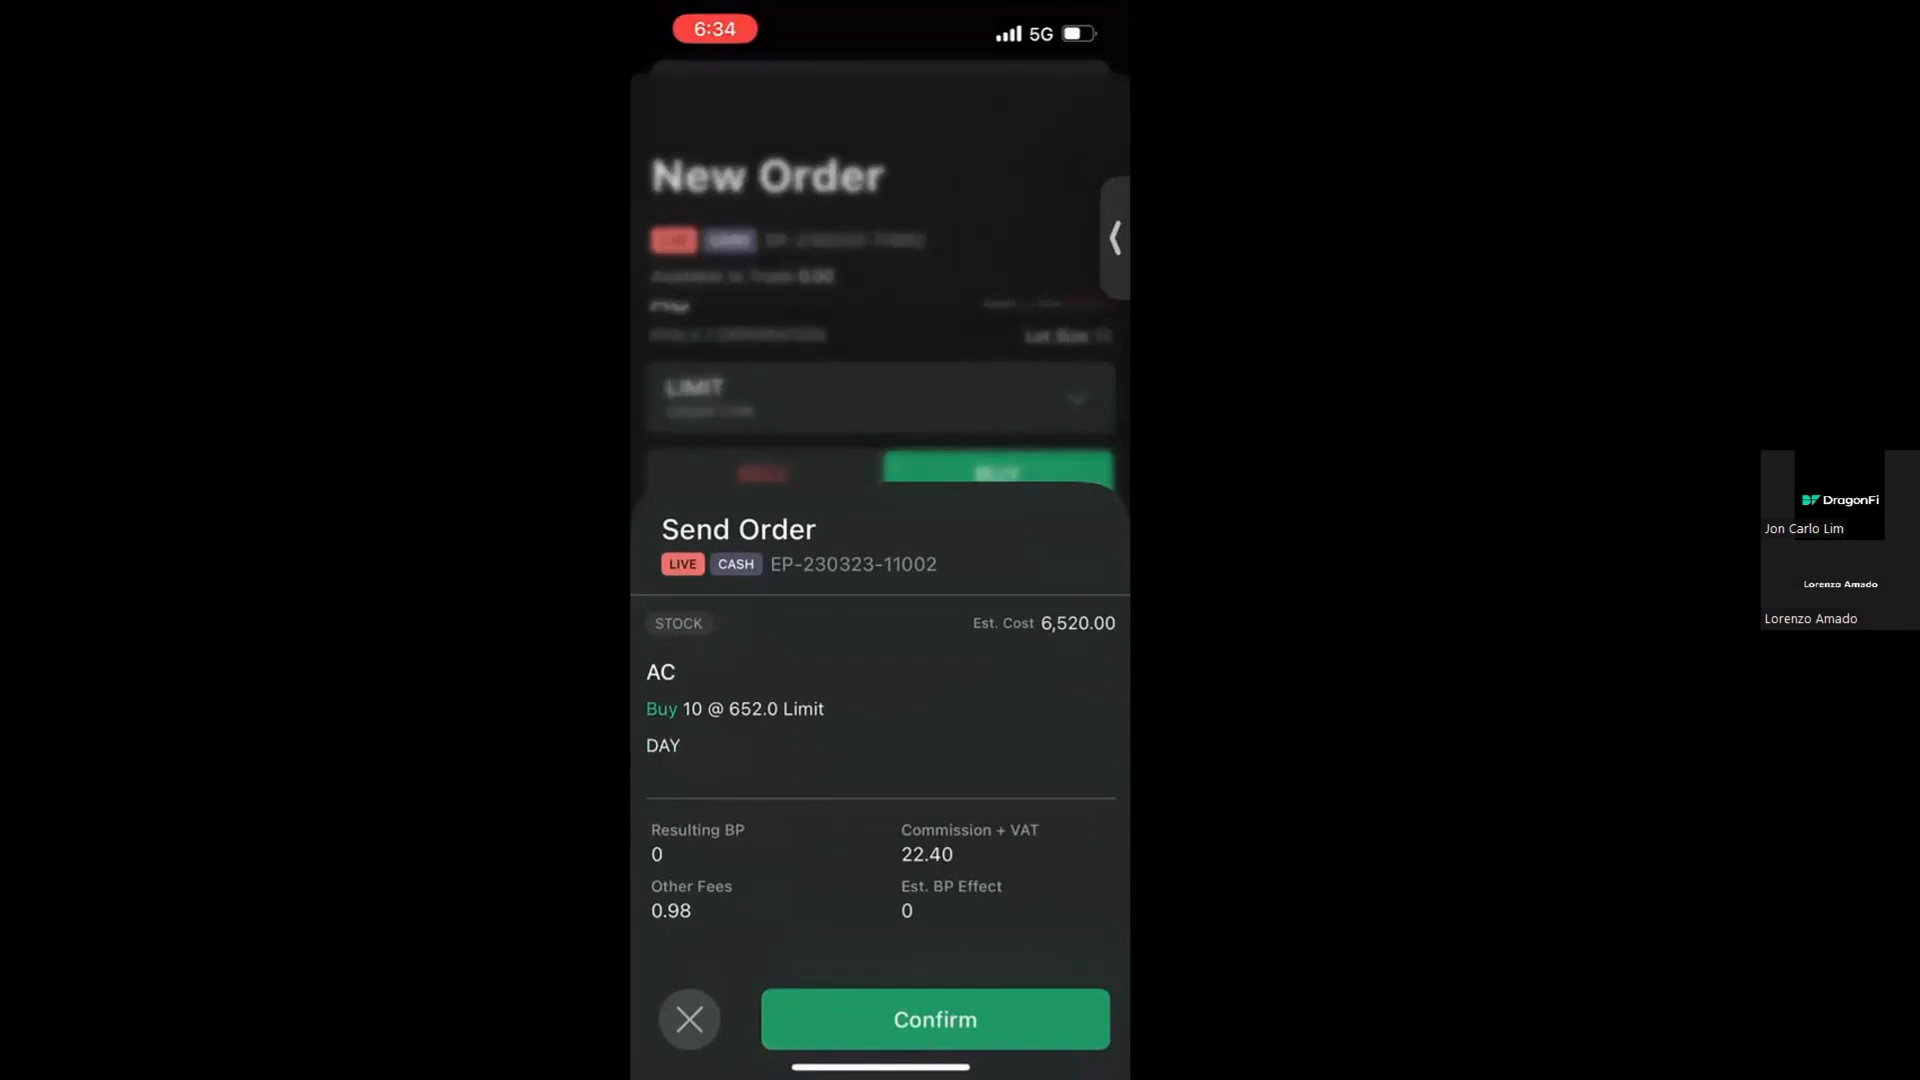 6:34
5G
New Order
LIMIT
BUY
Send Order
LIVE CASH EP-230323-11002
STOCK Est. Cost 6,520.00
AC
Buy 10 @ 652.0 Limit
DAY
Resulting BP Commission + VAT
0 22.40
Other Fees Est. BP Effect
0.98 0
Confirm
DragonFi
Jon Carlo Lim
Lorenzo Amado
Lorenzo Amado